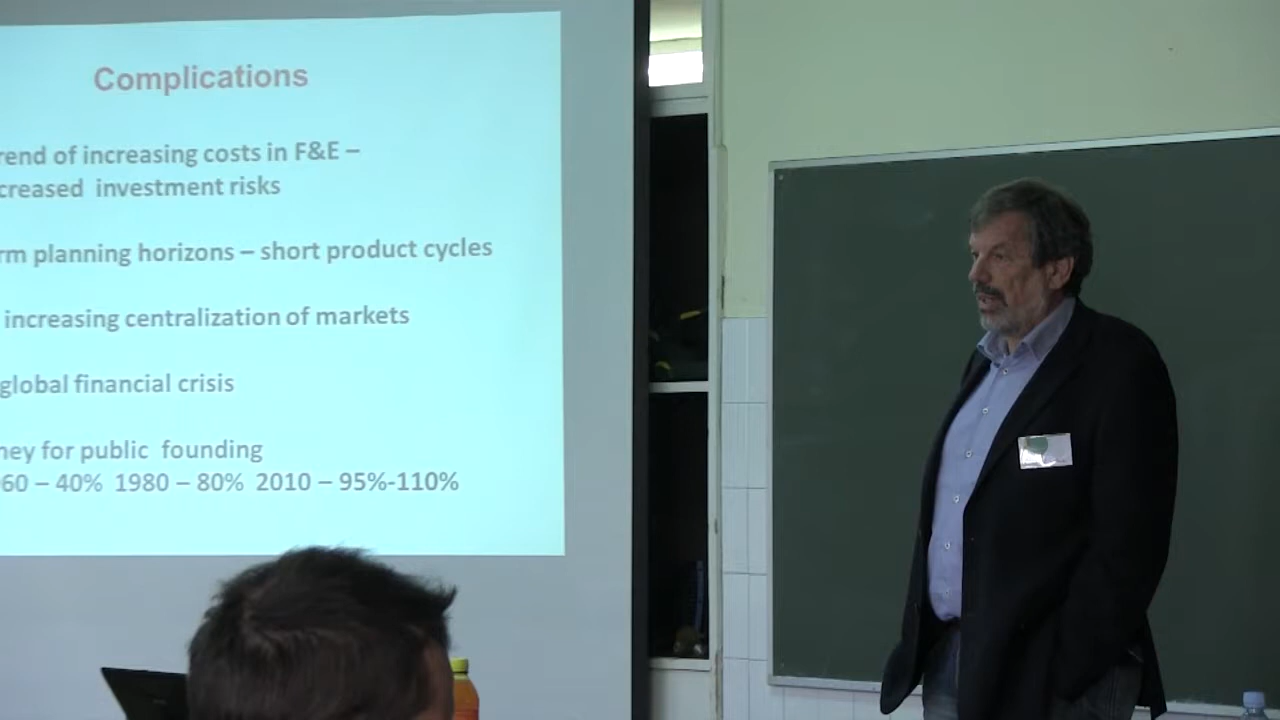 Complications
rend of increasing costs in F&E –
creased investment risks
rm planning horizons – short product cycles
increasing centralization of markets
global financial crisis
ney for public founding
60 – 40% 1980 – 80% 2010 – 95%-110%